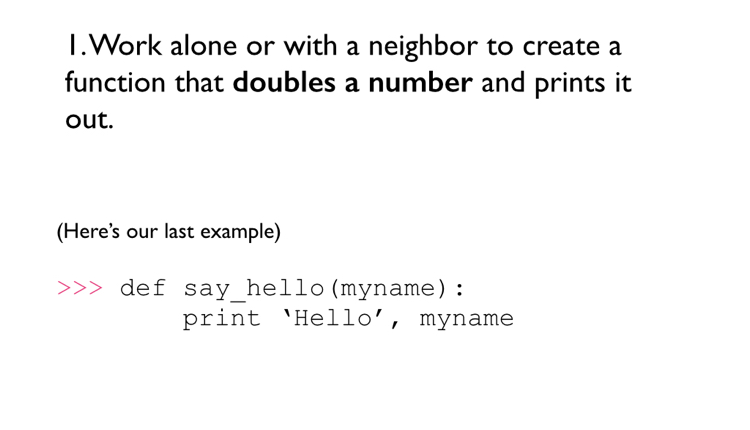 1. Work alone or with a neighbor to create a
function that doubles a number and prints it
out.
(Here’s our last example)
>>> def say_hello(myname):
print ‘Hello’, myname